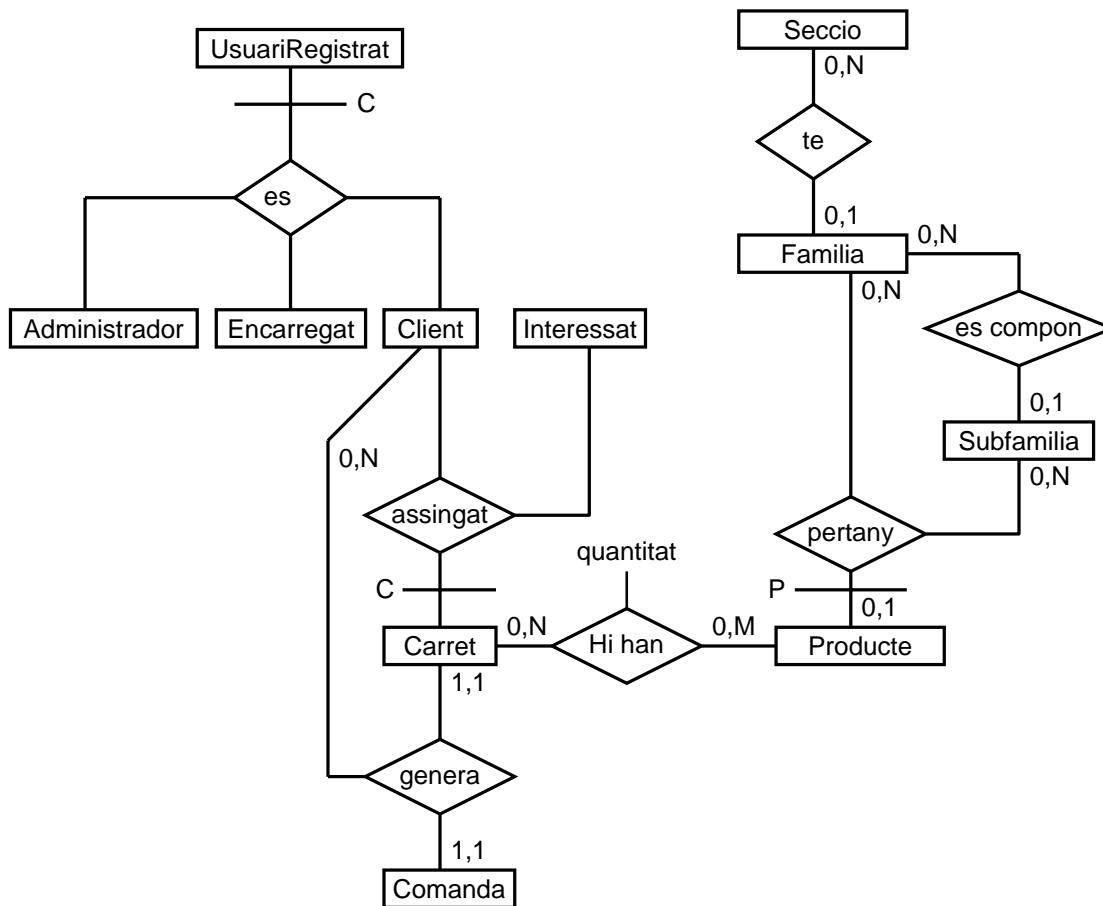 Seccio
UsuariRegistrat
0,N
C
te
es
0,1
Familia
0,N
0,N
Administrador
Encarregat
Client
Interessat
es compon
0,1
Subfamilia
0,N
0,N
assingat
pertany
quantitat
C
P
0,1
Carret
0,N
Hi han
0,M
Producte
1,1
genera
1,1
Comanda